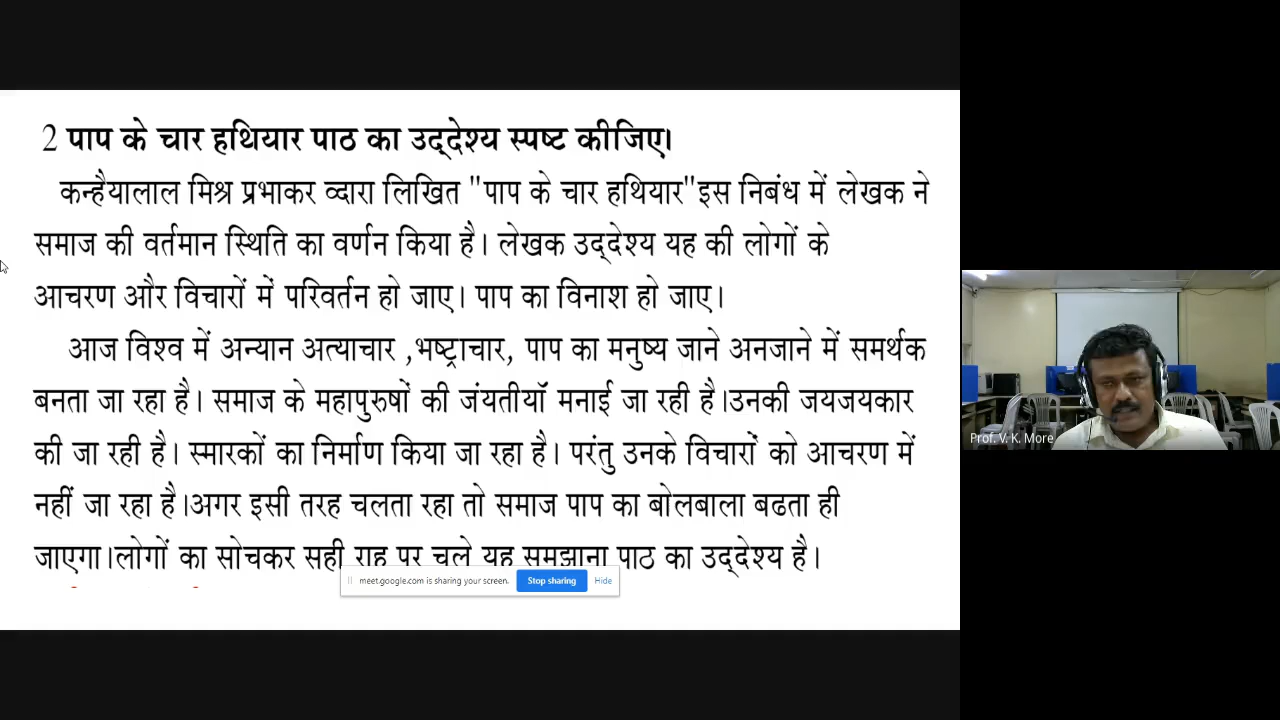 2 पाप के चार हथियार पाठ का उद्‌देश्य स्पष्ट कीजिए।
कन्हैयालाल मिश्र प्रभाकर व्दारा लिखित "पाप के चार हथियार"इस निबंध में लेखक ने
समाज की वर्तमान स्थिति का वर्णन किया है। लेखक उद्‌देश्य यह की लोगों के
आचरण और विचारों में परिवर्तन हो जाए। पाप का विनाश हो जाए।
आज विश्व में अन्यान अत्याचार ,भष्ट्राचार, पाप का मनुष्य जाने अनजाने में समर्थक
बनता जा रहा है। समाज के महापुरुषों की जंयतीयॉ मनाई जा रही है।उनकी जयजयकार
की जा रही है। स्मारकों का निर्माण किया जा रहा है। परंतु उनके विचारों को आचरण में
नहीं जा रहा है।अगर इसी तरह चलता रहा तो समाज पाप का बोलबाला बढता ही
जाएगा।लोगों का सोचकर सही राह पर चले यह समझाना पाठ का उद्‌देश्य है।
meet.google.com is sharing your screen.
Stop sharing
Hide
Prof. V. K. More